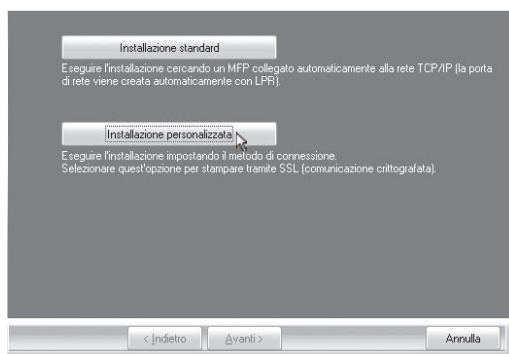 Installazione standard
Eseguire l'installazione cercando un MFP collegato automaticamente alla rete TCP/IP (la porta
di rete viene creata automaticamente con LPR).
Installazione personalizzata
Eseguire l'installazione impostando il metodo di connessione.
Selezionare quest'opzione per stampare tramite SSL (comunicazione crittografata).
< Indietro
Avanti >
Annulla